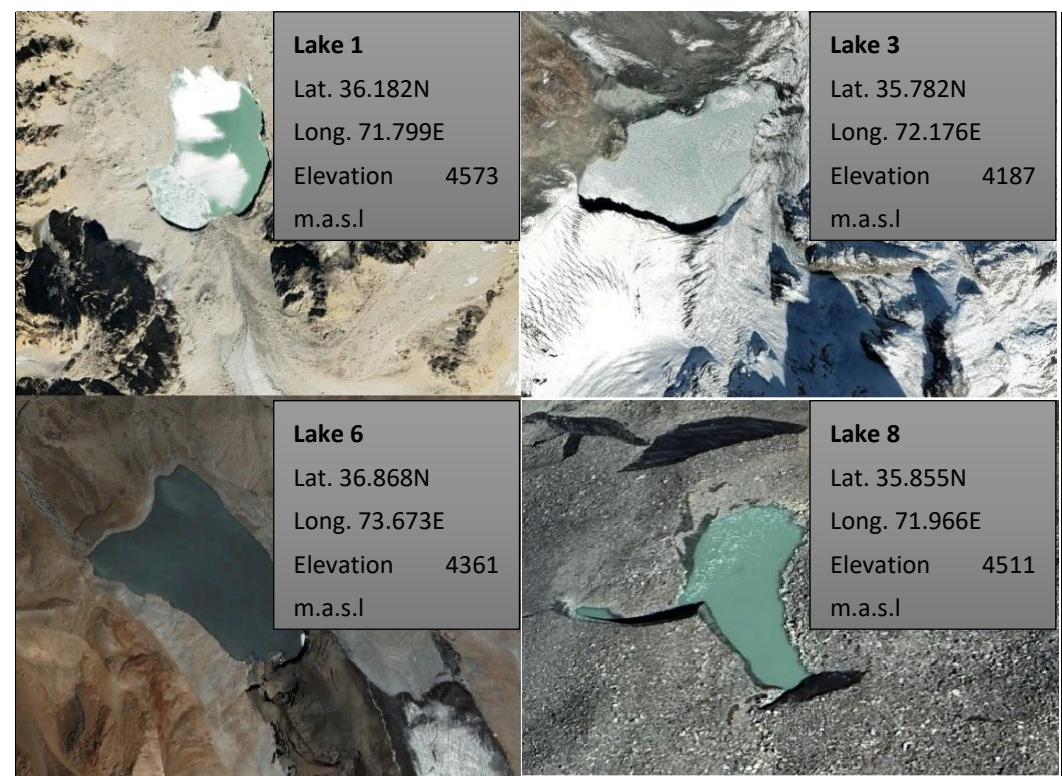 Lake 1
Lat. 36.182N
Long. 71.799E
Elevation 4573
m.a.s.l
Lake 3
Lat. 35.782N
Long. 72.176E
Elevation 4187
m.a.s.l
Lake 6
Lat. 36.868N
Long. 73.673E
Elevation 4361
m.a.s.l
Lake 8
Lat. 35.855N
Long. 71.966E
Elevation 4511
m.a.s.l